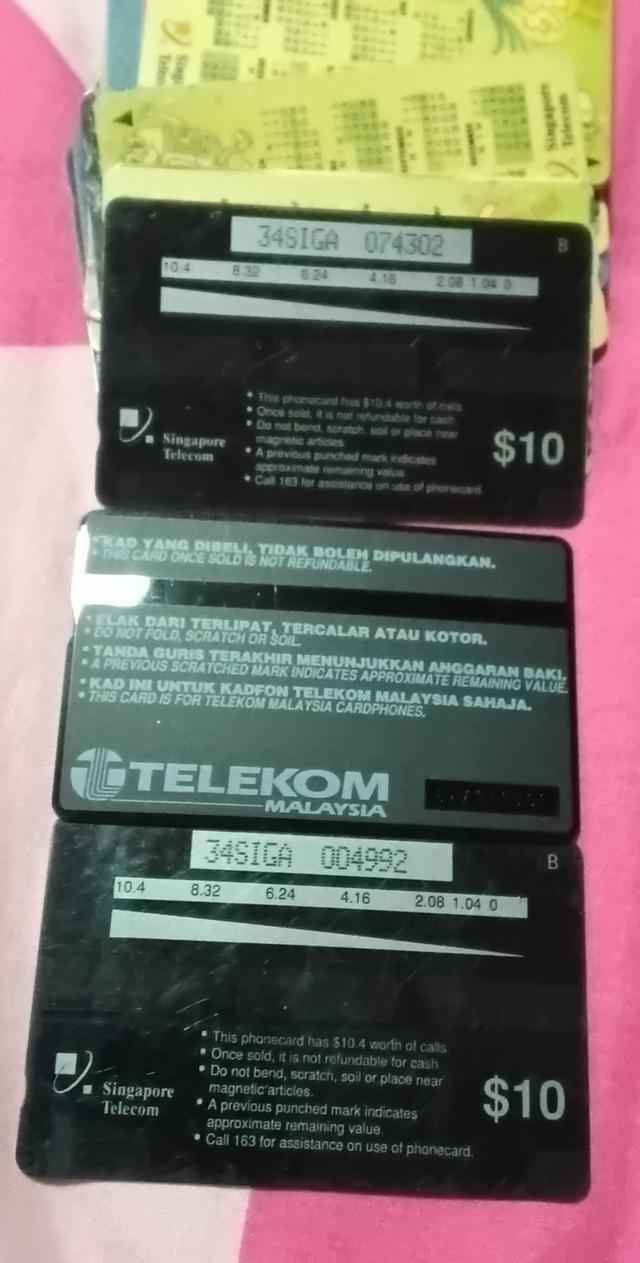 Singapore
Telecom
34SIGA 074302
B
10.4 8.32 6.24 4.16 2.08 1.04 0
• This phonecard has $10.4 worth of calls.
• Once sold, it is not refundable for cash.
• Do not bend, scratch, soil or place near
magnetic articles.
• A previous punched mark indicates
approximate remaining value.
• Call 163 for assistance on use of phonecard.
Singapore
Telecom
$10
• KAD YANG DIBELI, TIDAK BOLEH DIPULANGKAN.
• THIS CARD ONCE SOLD IS NOT REFUNDABLE.
• ELAK DARI TERLIPAT, TERCALAR ATAU KOTOR.
• DO NOT FOLD, SCRATCH OR SOIL.
• TANDA GURIS TERAKHIR MENUNJUKKAN ANGGARAN BAKI.
• A PREVIOUS SCRATCHED MARK INDICATES APPROXIMATE REMAINING VALUE.
• KAD INI UNTUK KADFON TELEKOM MALAYSIA SAHAJA.
• THIS CARD IS FOR TELEKOM MALAYSIA CARDPHONES.
TELEKOM
MALAYSIA
34SIGA 004992
B
10.4 8.32 6.24 4.16 2.08 1.04 0
• This phonecard has $10.4 worth of calls.
• Once sold, it is not refundable for cash.
• Do not bend, scratch, soil or place near
magnetic articles.
• A previous punched mark indicates
approximate remaining value.
• Call 163 for assistance on use of phonecard.
Singapore
Telecom
$10